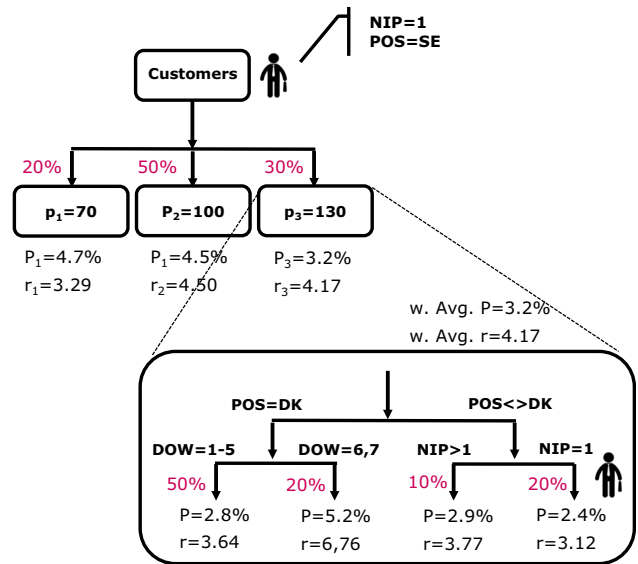 NIP=1
POS=SE
Customers
20% 50% 30%
p₁=70 P₂=100 p₃=130
P₁=4.7% P₁=4.5% P₃=3.2%
r₁=3.29 r₂=4.50 r₃=4.17
w. Avg. P=3.2%
w. Avg. r=4.17
POS=DK POS<>DK
DOW=1-5 DOW=6,7 NIP>1 NIP=1
50% 20% 10% 20%
P=2.8% P=5.2% P=2.9% P=2.4%
r=3.64 r=6,76 r=3.77 r=3.12